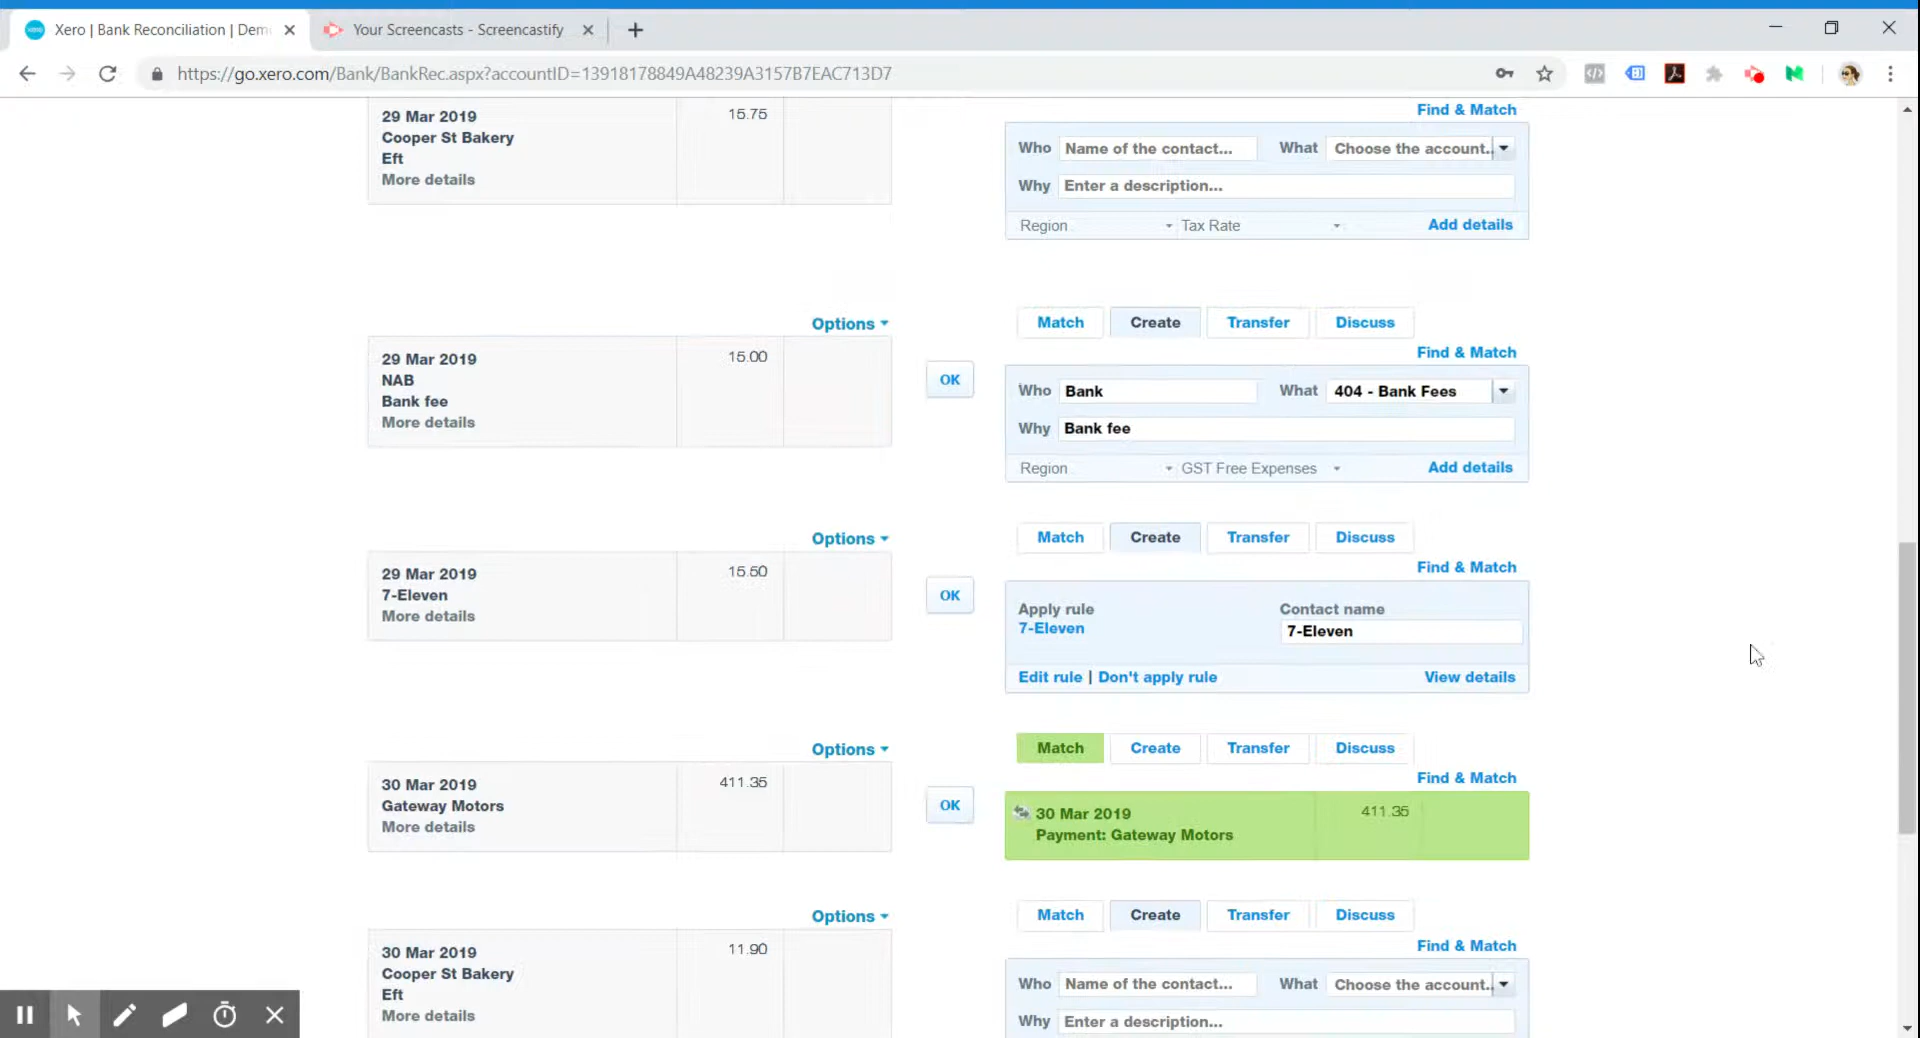 Xero | Bank Reconciliation | Dem
Your Screencasts - Screencastify
https://go.xero.com/Bank/BankRec.aspx?accountID=13918178849A48239A3157B7EAC713D7
29 Mar 2019
Cooper St Bakery
Eft
More details
15.75
Find & Match
Who Name of the contact... What Choose the account..
Why Enter a description...
Region Tax Rate Add details
Options
29 Mar 2019
NAB
Bank fee
More details
15.00
OK
Match Create Transfer Discuss
Find & Match
Who Bank What 404 - Bank Fees
Why Bank fee
Region GST Free Expenses Add details
Options
29 Mar 2019
7-Eleven
More details
15.50
OK
Match Create Transfer Discuss
Find & Match
Apply rule Contact name
7-Eleven 7-Eleven
Edit rule | Don't apply rule View details
Options
30 Mar 2019
Gateway Motors
More details
411.35
OK
Match Create Transfer Discuss
Find & Match
30 Mar 2019 411.35
Payment: Gateway Motors
Options
30 Mar 2019
Cooper St Bakery
Eft
More details
11.90
Match Create Transfer Discuss
Find & Match
Who Name of the contact... What Choose the account..
Why Enter a description...